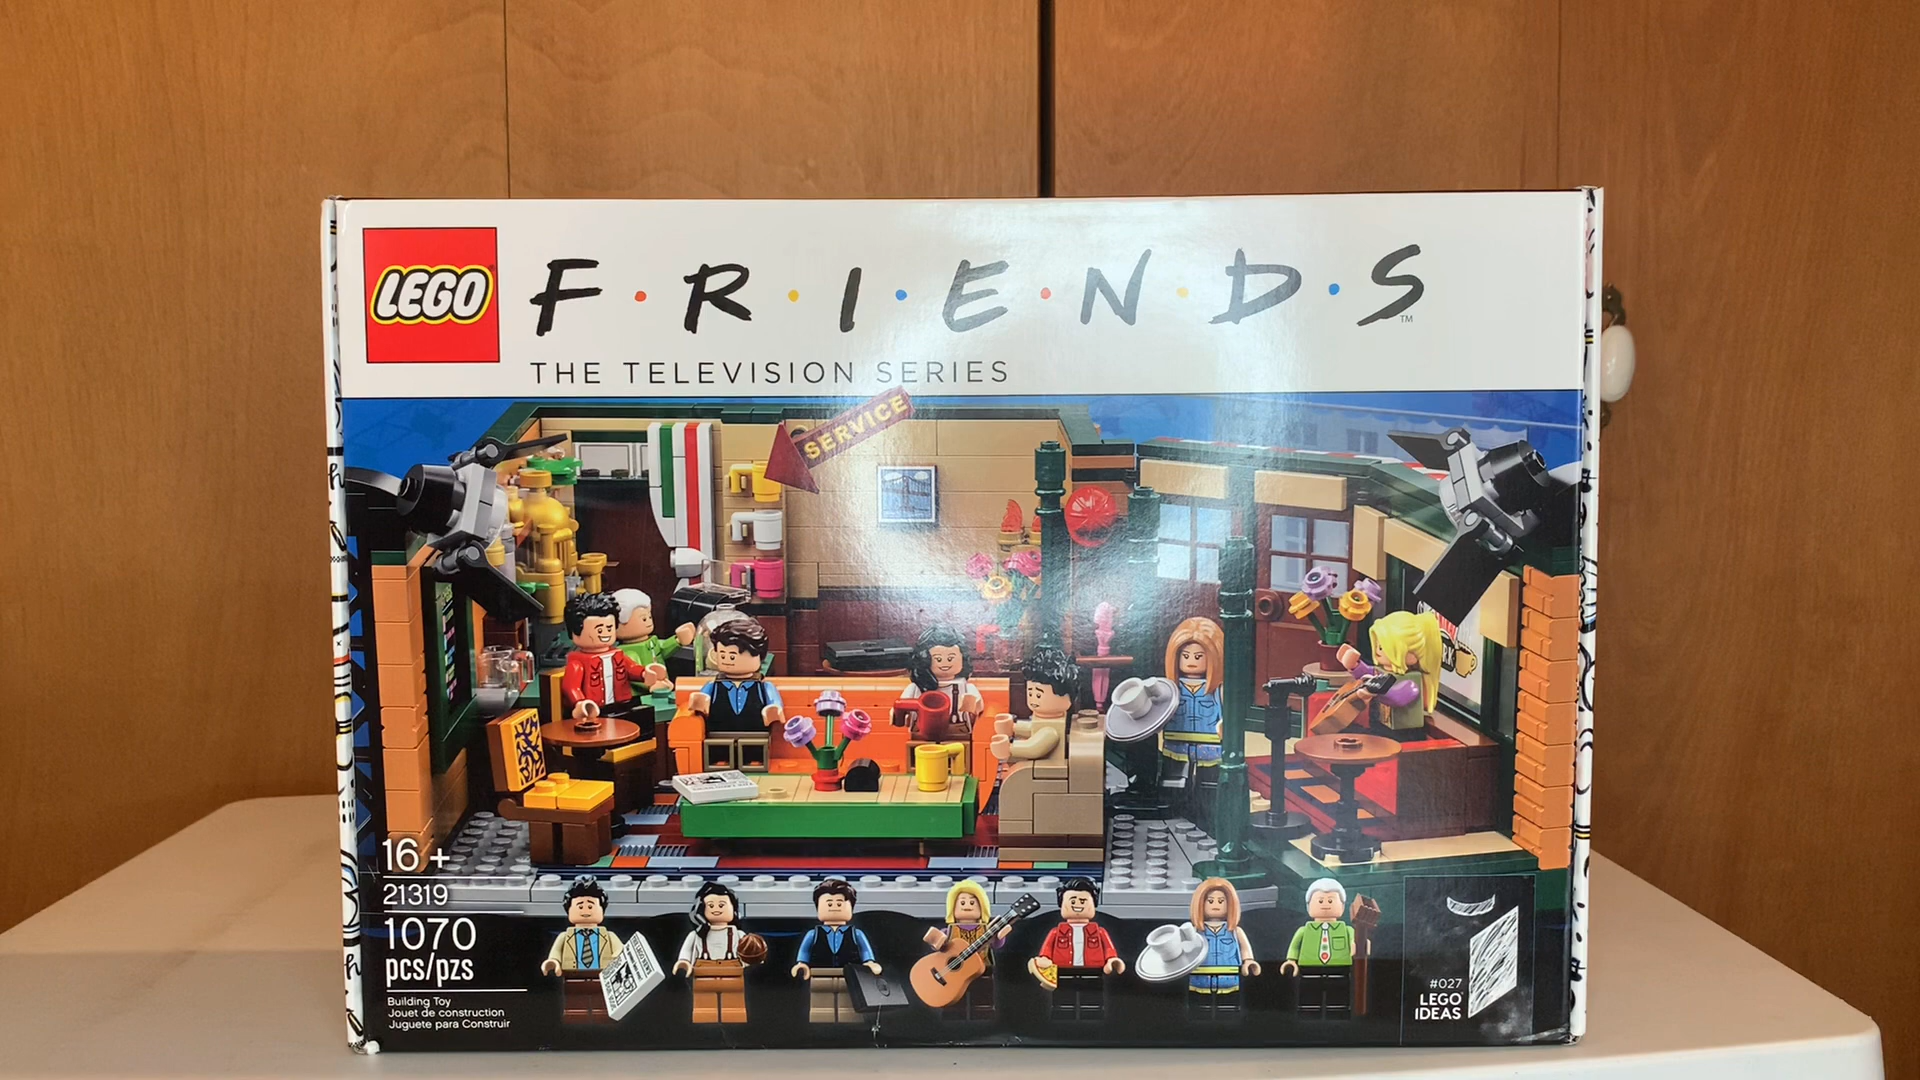 LEGO
F·R·I·E·N·D·S™
THE TELEVISION SERIES
SERVICE
16+
21319
1070
pcs/pzs
Building Toy
Jouet de construction
Juguete para Construir
#027
LEGO
IDEAS